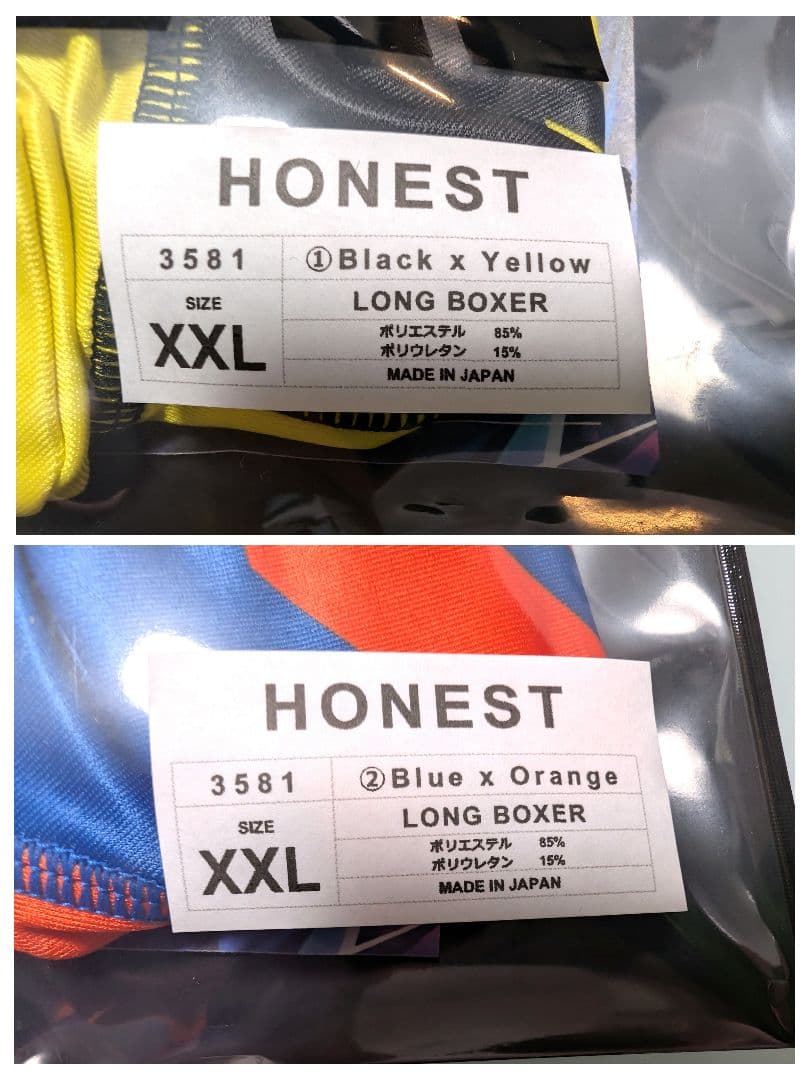 HONEST
3581 ①Black x Yellow
SIZE LONG BOXER
XXL ポリエステル 85%
ポリウレタン 15%
MADE IN JAPAN
HONEST
3581 ②Blue x Orange
SIZE LONG BOXER
XXL ポリエステル 85%
ポリウレタン 15%
MADE IN JAPAN